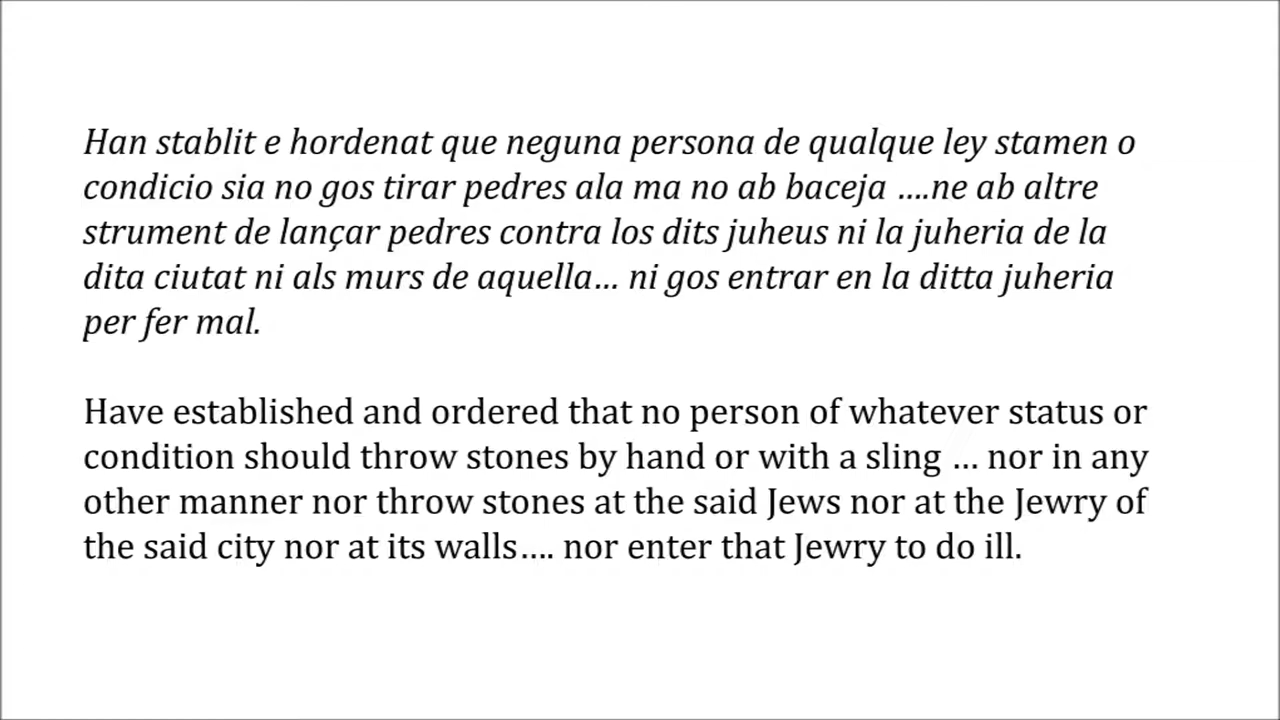 Han stablit e hordenat que neguna persona de qualque ley stamen o
condicio sia no gos tirar pedres ala ma no ab baceja ….ne ab altre
strument de lançar pedres contra los dits juheus ni la juheria de la
dita ciutat ni als murs de aquella… ni gos entrar en la ditta juheria
per fer mal.
Have established and ordered that no person of whatever status or
condition should throw stones by hand or with a sling … nor in any
other manner nor throw stones at the said Jews nor at the Jewry of
the said city nor at its walls…. nor enter that Jewry to do ill.